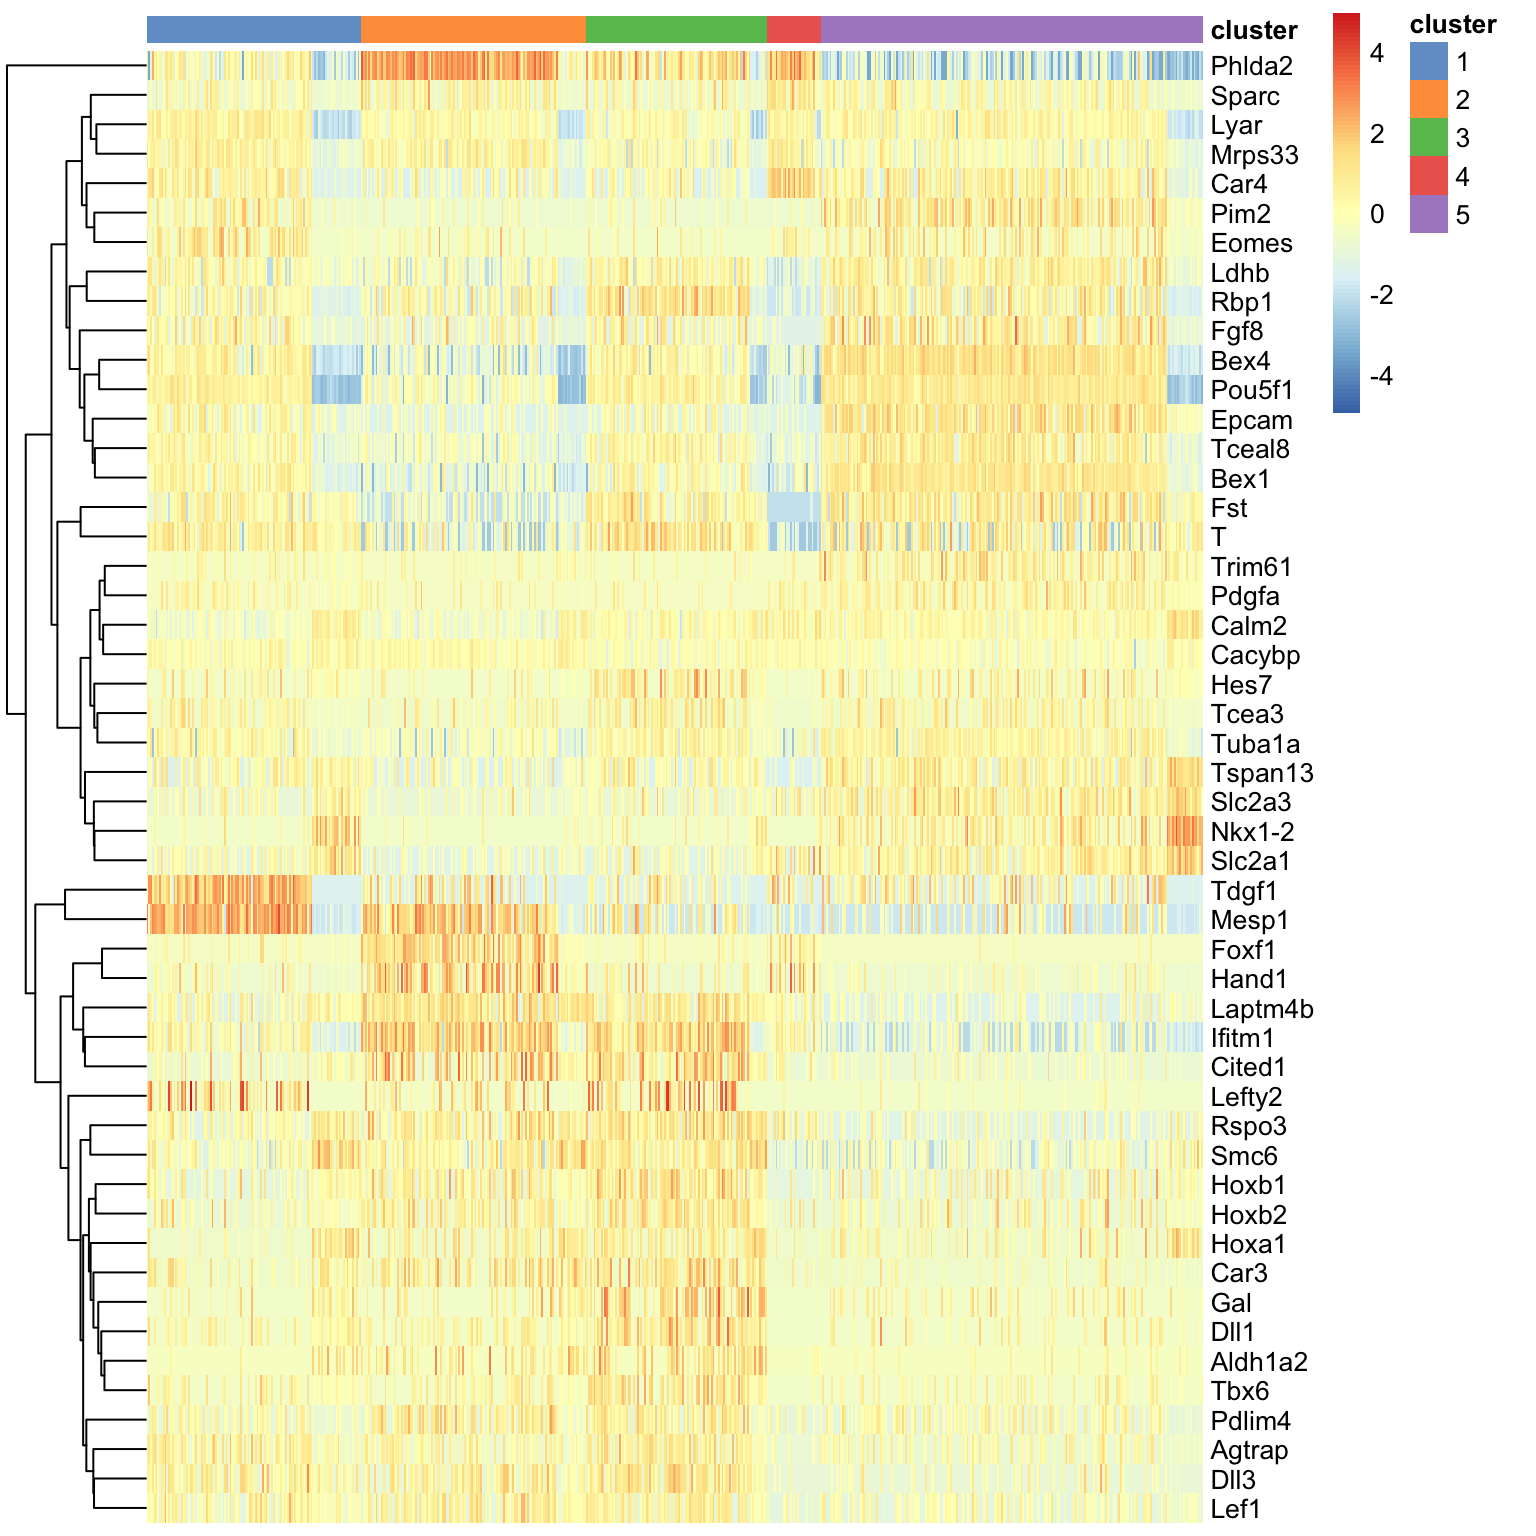 cluster
Phlda2
Sparc
Lyar
Mrps33
Car4
Pim2
Eomes
Ldhb
Rbp1
Fgf8
Bex4
Pou5f1
Epcam
Tceal8
Bex1
Fst
T
Trim61
Pdgfa
Calm2
Cacybp
Hes7
Tcea3
Tuba1a
Tspan13
Slc2a3
Nkx1-2
Slc2a1
Tdgf1
Mesp1
Foxf1
Hand1
Laptm4b
Ifitm1
Cited1
Lefty2
Rspo3
Smc6
Hoxb1
Hoxb2
Hoxa1
Car3
Gal
Dll1
Aldh1a2
Tbx6
Pdlim4
Agtrap
Dll3
Lef1
4
2
0
-2
-4
cluster
1
2
3
4
5